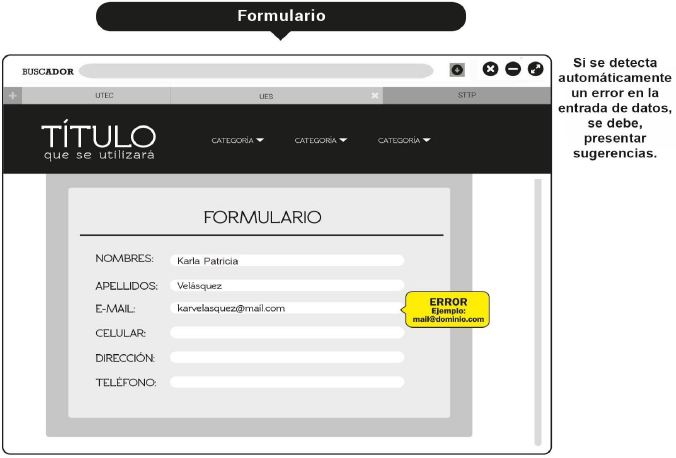 Formulario
BUSCADOR
UTEC
UES
STTP
TÍTULO
que se utilizará
CATEGORÍA
CATEGORÍA
CATEGORÍA
FORMULARIO
NOMBRES: Karla Patricia
APELLIDOS: Velásquez
E-MAIL: karvelasquez@mail.com
CELULAR:
DIRECCIÓN:
TELÉFONO:
ERROR
Ejemplo:
mail@dominio.com
Si se detecta
automáticamente
un error en la
entrada de datos,
se debe,
presentar
sugerencias.